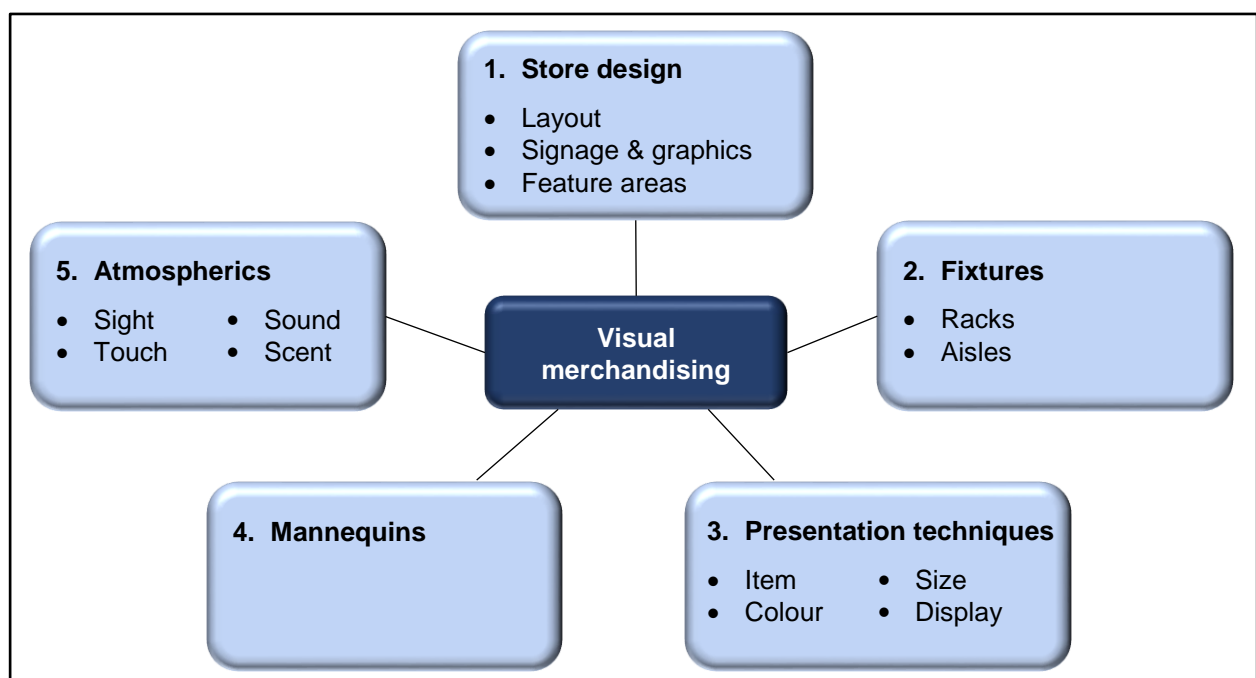 1. Store design
• Layout
• Signage & graphics
• Feature areas
5. Atmospherics
• Sight • Sound
• Touch • Scent
Visual
merchandising
2. Fixtures
• Racks
• Aisles
4. Mannequins
3. Presentation techniques
• Item • Size
• Colour • Display